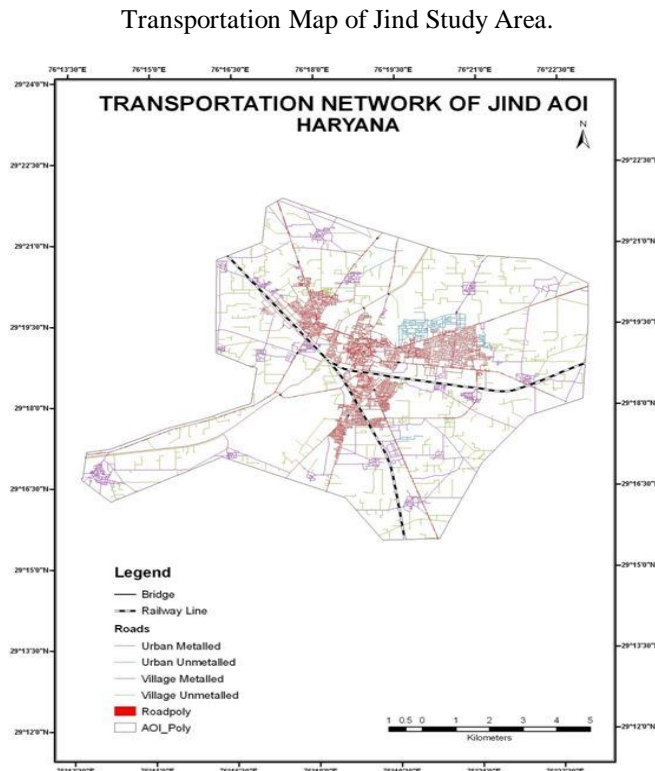 Transportation Map of Jind Study Area.
76°13'30"E 76°15'0"E 76°16'30"E 76°18'0"E 76°19'30"E 76°21'0"E 76°22'30"E
29°24'0"N
TRANSPORTATION NETWORK OF JIND AOI
HARYANA
N
29°22'30"N 29°22'30"N
29°21'0"N 29°21'0"N
29°19'30"N 29°19'30"N
29°18'0"N 29°18'0"N
29°16'30"N 29°16'30"N
29°15'0"N 29°15'0"N
Legend
Bridge
Railway Line
Roads
Urban Metalled
Urban Unmetalled
Village Metalled
Village Unmetalled
Roadpoly
AOI_Poly
29°13'30"N 29°13'30"N
29°12'0"N 29°12'0"N
1 0.5 0 1 2 3 4 5
Kilometers